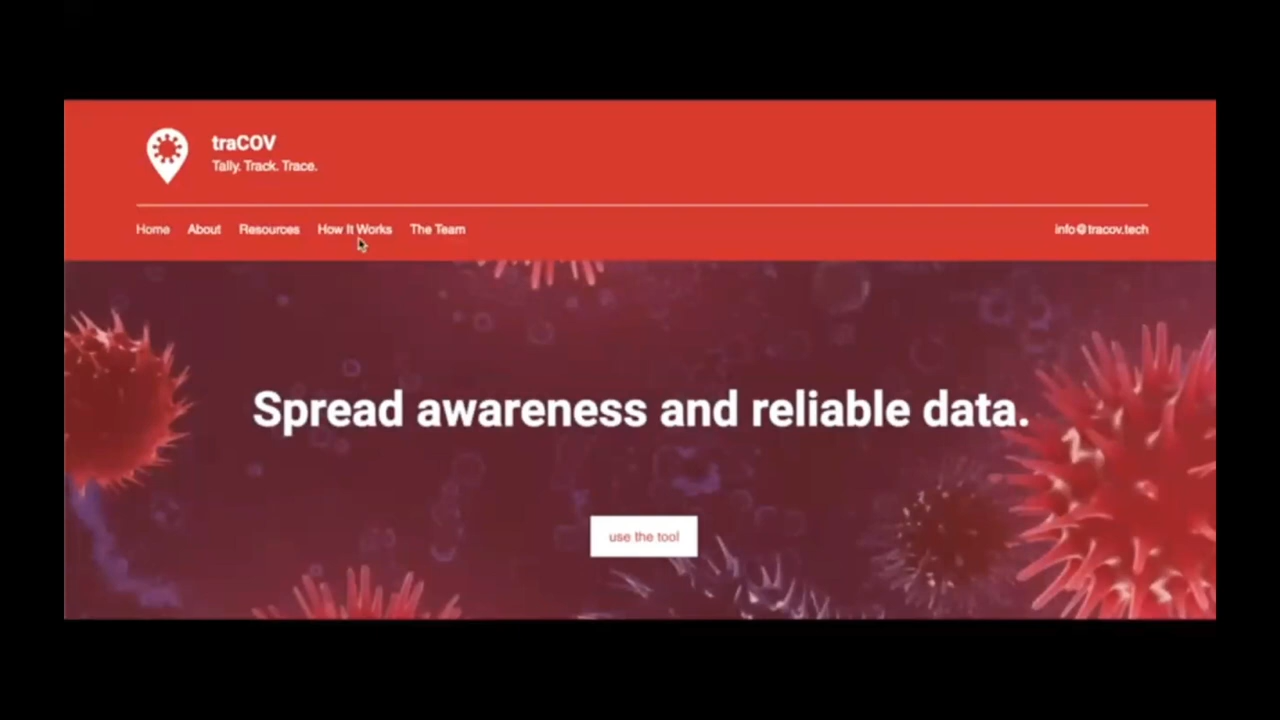 traCOV
Tally. Track. Trace.
Home About Resources How It Works The Team info@tracov.tech
Spread awareness and reliable data.
use the tool